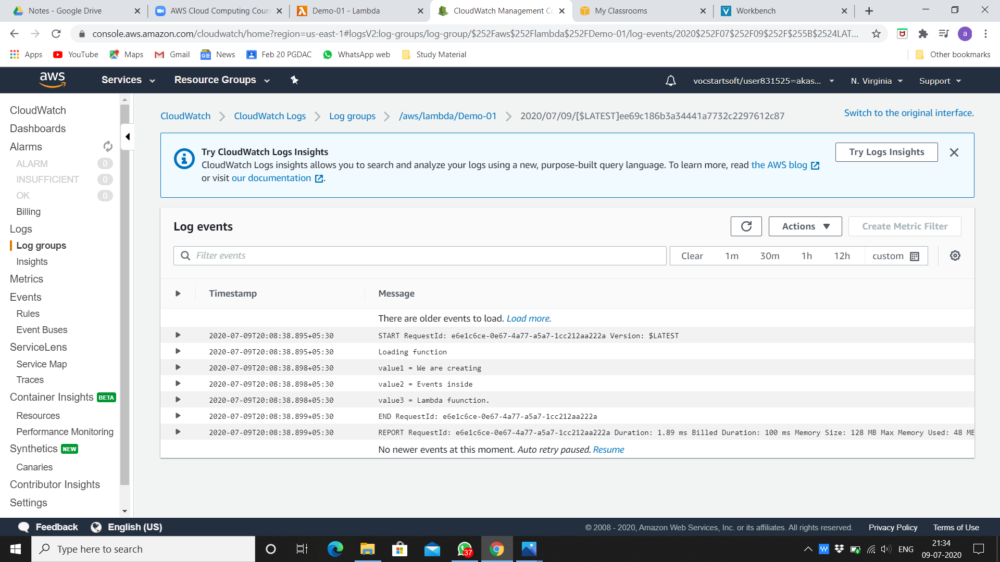 Notes - Google Drive
AWS Cloud Computing Cours
Demo-01 - Lambda
CloudWatch Management Co
My Classrooms
Workbench
console.aws.amazon.com/cloudwatch/home?region=us-east-1#logsV2:log-groups/log-group/$252Faws$252Flambda$252FDemo-01/log-events/2020$252F07$252F09$252F$255B$2524LAT...
a
Apps
YouTube
Maps
Gmail
News
Feb 20 PGDAC
WhatsApp web
Study Material
Other bookmarks
aws
Services
Resource Groups
vocstartsoft/user831525=akas...
N. Virginia
Support
CloudWatch
Dashboards
Alarms
ALARM 0
INSUFFICIENT 0
OK 0
Billing
Logs
Log groups
Insights
Metrics
Events
Rules
Event Buses
ServiceLens
Service Map
Traces
Container Insights BETA
Resources
Performance Monitoring
Synthetics NEW
Canaries
Contributor Insights
Settings
CloudWatch
CloudWatch Logs
Log groups
/aws/lambda/Demo-01
2020/07/09/[$LATEST]ee69c186b3a34441a7732c2297612c87
Switch to the original interface.
Try CloudWatch Logs Insights
CloudWatch Logs insights allows you to search and analyze your logs using a new, purpose-built query language. To learn more, read the AWS blog
or visit our documentation .
Try Logs Insights
Log events
Actions
Create Metric Filter
Filter events
Clear 1m 30m 1h 12h custom
Timestamp Message
There are older events to load. Load more.
2020-07-09T20:08:38.895+05:30 START RequestId: e6e1c6ce-0e67-4a77-a5a7-1cc212aa222a Version: $LATEST
2020-07-09T20:08:38.895+05:30 Loading function
2020-07-09T20:08:38.898+05:30 value1 = We are creating
2020-07-09T20:08:38.898+05:30 value2 = Events inside
2020-07-09T20:08:38.898+05:30 value3 = Lambda fuunction.
2020-07-09T20:08:38.899+05:30 END RequestId: e6e1c6ce-0e67-4a77-a5a7-1cc212aa222a
2020-07-09T20:08:38.899+05:30 REPORT RequestId: e6e1c6ce-0e67-4a77-a5a7-1cc212aa222a Duration: 1.89 ms Billed Duration: 100 ms Memory Size: 128 MB Max Memory Used: 48 MB
No newer events at this moment. Auto retry paused. Resume
Feedback
English (US)
© 2008 - 2020, Amazon Web Services, Inc. or its affiliates. All rights reserved.
Privacy Policy
Terms of Use
Type here to search
37
ENG
21:34
09-07-2020